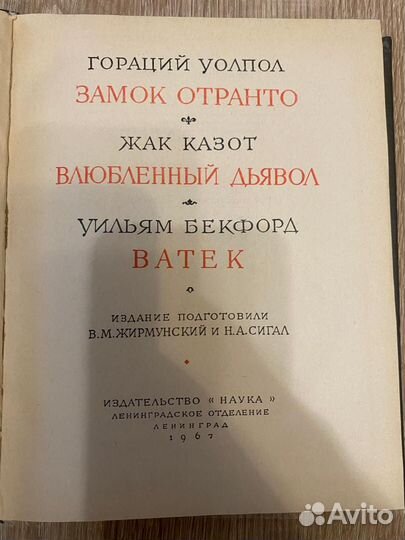 ГОРАЦИЙ УОЛПОЛ
ЗАМОК ОТРАНТО
ЖАК КАЗОТ
ВЛЮБЛЕННЫЙ ДЬЯВОЛ
УИЛЬЯМ БЕКФОРД
ВАТЕК
ИЗДАНИЕ ПОДГОТОВИЛИ
В.М.ЖИРМУНСКИЙ И Н.А.СИГАЛ
ИЗДАТЕЛЬСТВО «НАУКА»
ЛЕНИНГРАДСКОЕ ОТДЕЛЕНИЕ
ЛЕНИНГРАД
1967
Avito